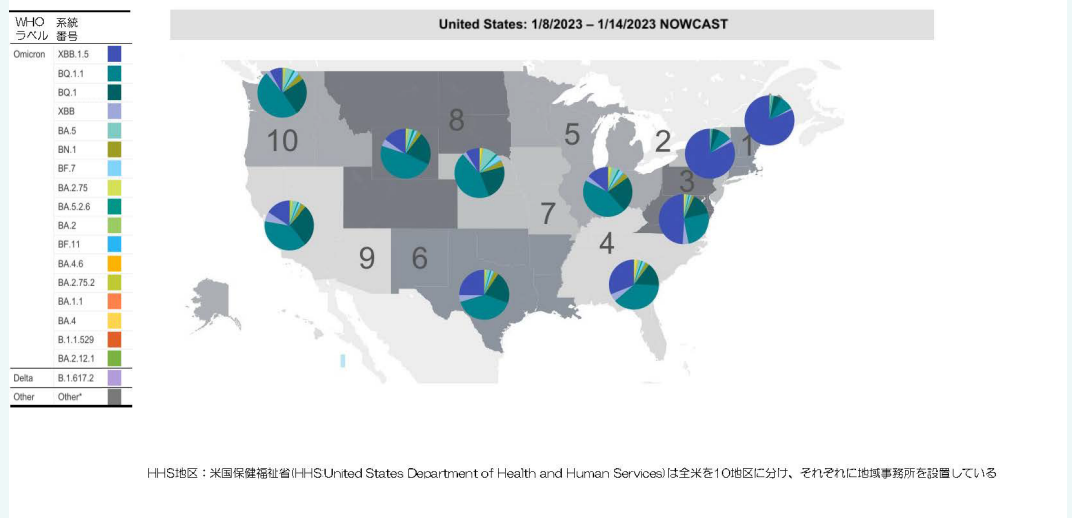 United States: 1/8/2023 – 1/14/2023 NOWCAST
WHO 系統
ラベル 番号
Omicron XBB.1.5
BQ.1.1
BQ.1
XBB
BA.5
BN.1
BF.7
BA.2.75
BA.5.2.6
BA.2
BF.11
BA.4.6
BA.2.75.2
BA.1.1
BA.4
B.1.1.529
BA.2.12.1
Delta B.1.617.2
Other Other*
10
8
5
2
1
3
7
4
9
6
HHS地区：米国保健福祉省(HHS:United States Department of Health and Human Services)は全米を10地区に分け、それぞれに地域事務所を設置している